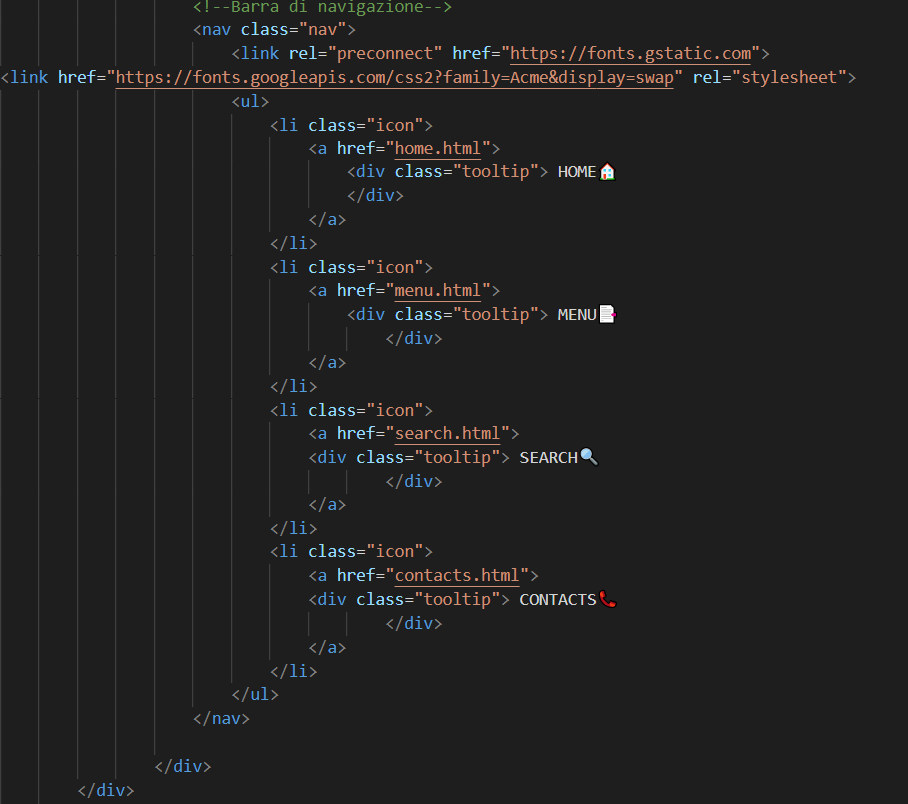 <!--Barra di navigazione-->
<nav class="nav">
<link rel="preconnect" href="https://fonts.gstatic.com">
<link href="https://fonts.googleapis.com/css2?family=Acme&display=swap" rel="stylesheet">
<ul>
<li class="icon">
<a href="home.html">
<div class="tooltip"> HOME🏠
</div>
</a>
</li>
<li class="icon">
<a href="menu.html">
<div class="tooltip"> MENU📑
</div>
</a>
</li>
<li class="icon">
<a href="search.html">
<div class="tooltip"> SEARCH🔍
</div>
</a>
</li>
<li class="icon">
<a href="contacts.html">
<div class="tooltip"> CONTACTS📞
</div>
</a>
</li>
</ul>
</nav>
</div>
</div>